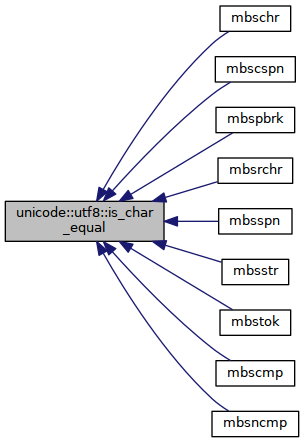 mbschr
mbscspn
mbspbrk
mbsrchr
unicode::utf8::is_char
_equal
mbsspn
mbsstr
mbstok
mbscmp
mbsncmp